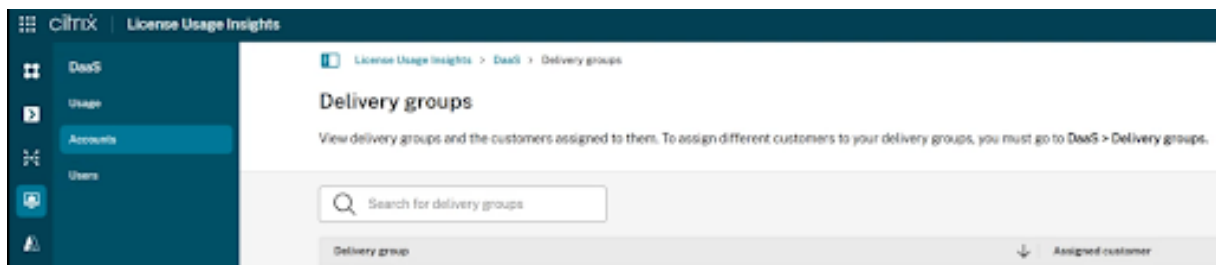 citrix | License Usage Insights
DaaS
Usage
Accounts
Users
License Usage Insights > DaaS > Delivery groups
Delivery groups
View delivery groups and the customers assigned to them. To assign different customers to your delivery groups, you must go to DaaS > Delivery groups.
Search for delivery groups
Delivery group
Assigned customer